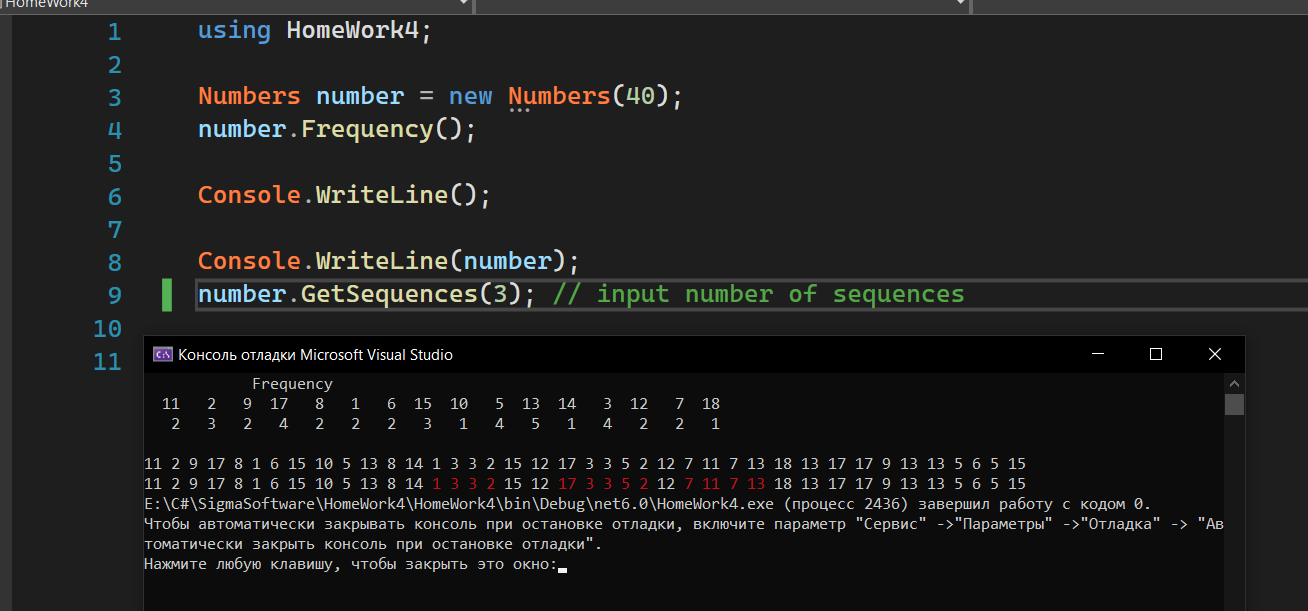 HomeWork4
1 using HomeWork4;
2
3 Numbers number = new Numbers(40);
4 number.Frequency();
5
6 Console.WriteLine();
7
8 Console.WriteLine(number);
9 number.GetSequences(3); // input number of sequences
10
11
C:\ Консоль отладки Microsoft Visual Studio
Frequency
11 2 9 17 8 1 6 15 10 5 13 14 3 12 7 18
2 3 2 4 2 2 2 3 1 4 5 1 4 2 2 1
11 2 9 17 8 1 6 15 10 5 13 8 14 1 3 3 2 15 12 17 3 3 5 2 12 7 11 7 13 18 13 17 17 9 13 13 5 6 5 15
11 2 9 17 8 1 6 15 10 5 13 8 14 1 3 3 2 15 12 17 3 3 5 2 12 7 11 7 13 18 13 17 17 9 13 13 5 6 5 15
E:\C#\SigmaSoftware\HomeWork4\HomeWork4\bin\Debug\net6.0\HomeWork4.exe (процесс 2436) завершил работу с кодом 0.
Чтобы автоматически закрывать консоль при остановке отладки, включите параметр "Сервис" ->"Параметры" ->"Отладка" -> "Ав
томатически закрыть консоль при остановке отладки".
Нажмите любую клавишу, чтобы закрыть это окно: